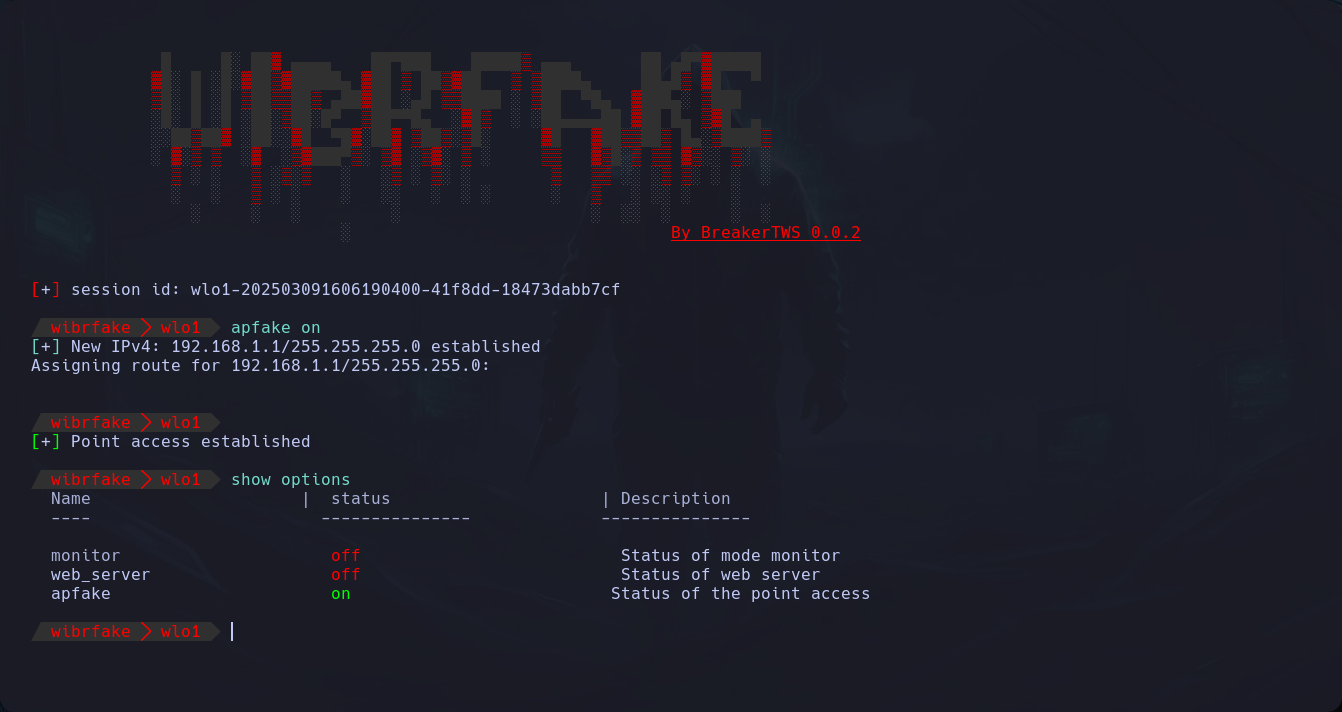 WIBRFAKE
By BreakerTWS 0.0.2
[+] session id: wlo1-202503091606190400-41f8dd-18473dabb7cf
wibrfake > wlo1 apfake on
[+] New IPv4: 192.168.1.1/255.255.255.0 established
Assigning route for 192.168.1.1/255.255.255.0:
wibrfake > wlo1
[+] Point access established
wibrfake > wlo1 show options
Name | status | Description
---- --------------- ---------------
monitor off Status of mode monitor
web_server off Status of web server
apfake on Status of the point access
wibrfake > wlo1